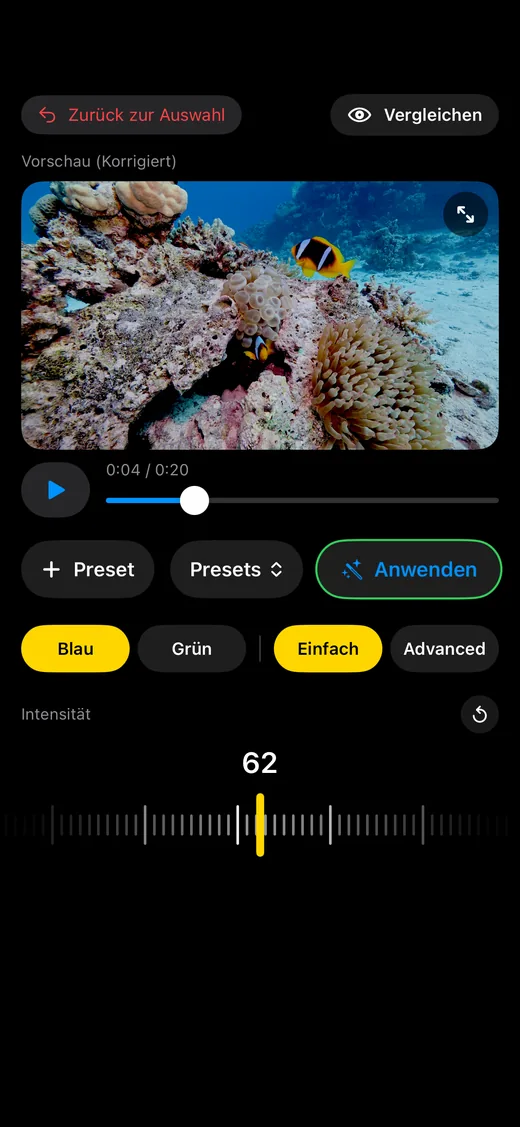 Zurück zur Auswahl
Vergleichen
Vorschau (Korrigiert)
0:04 / 0:20
+ Preset
Presets
Anwenden
Blau
Grün
Einfach
Advanced
Intensität
62